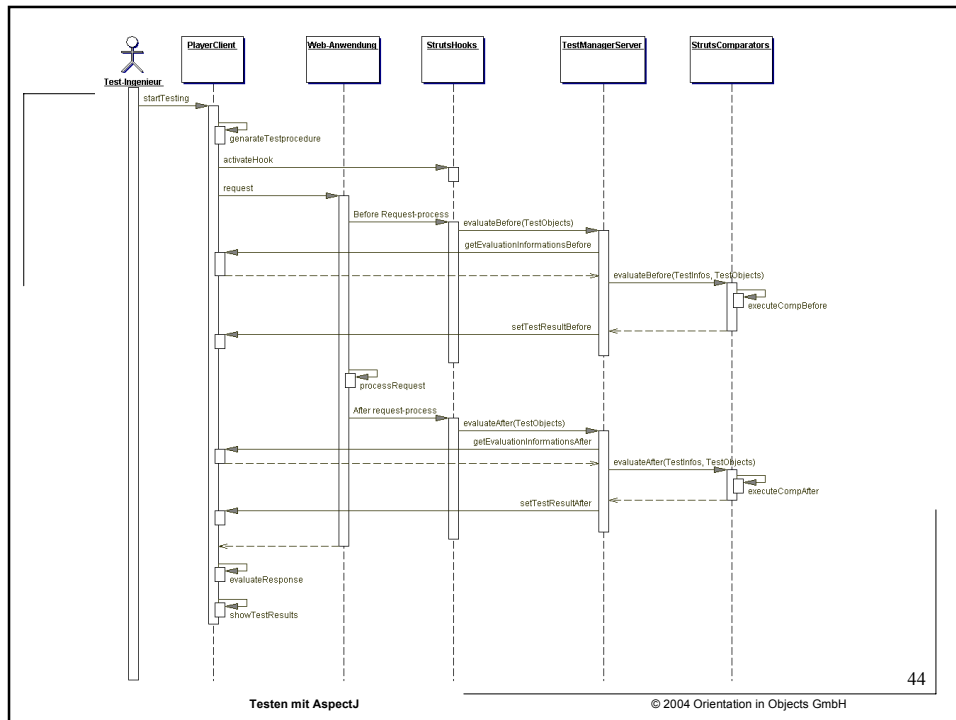 PlayerClient
Web-Anwendung
StrutsHooks
TestManagerServer
StrutsComparators
Test-Ingenieur
startTesting
genarateTestprocedure
activateHook
request
Before Request-process
evaluateBefore(TestObjects)
getEvaluationInformationsBefore
evaluateBefore(TestInfos, TestObjects)
executeCompBefore
setTestResultBefore
processRequest
After request-process
evaluateAfter(TestObjects)
getEvaluationInformationsAfter
evaluateAfter(TestInfos, TestObjects)
executeCompAfter
setTestResultAfter
evaluateResponse
showTestResults
44
Testen mit AspectJ
© 2004 Orientation in Objects GmbH